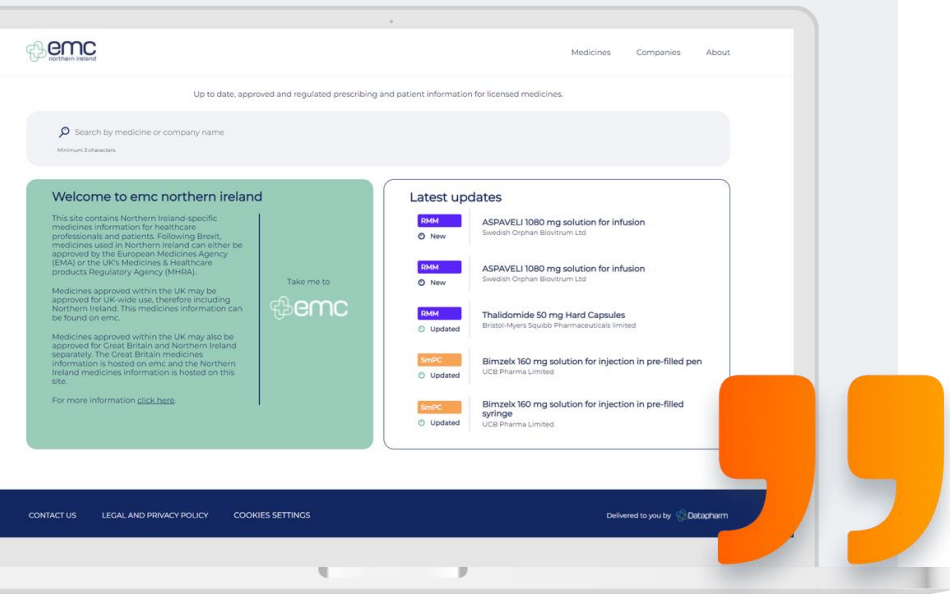 emc
northern ireland
Medicines Companies About
Up to date, approved and regulated prescribing and patient information for licensed medicines.
Search by medicine or company name
Minimum 3 characters
Welcome to emc northern ireland
This site contains Northern Ireland-specific
medicines information for healthcare
professionals and patients. Following Brexit,
medicines used in Northern Ireland can either be
approved by the European Medicines Agency
(EMA) or the UK's Medicines & Healthcare
products Regulatory Agency (MHRA).
Medicines approved within the UK may be
approved for UK-wide use, therefore including
Northern Ireland. This medicines information can
be found on emc.
Medicines approved within the UK may also be
approved for Great Britain and Northern Ireland
separately. The Great Britain medicines
information is hosted on emc and the Northern
Ireland medicines information is hosted on this
site.
For more information click here.
Take me to
emc
Latest updates
RMM
New
ASPAVELI 1080 mg solution for infusion
Swedish Orphan Biovitrum Ltd
RMM
New
ASPAVELI 1080 mg solution for infusion
Swedish Orphan Biovitrum Ltd
RMM
Updated
Thalidomide 50 mg Hard Capsules
Bristol-Myers Squibb Pharmaceuticals limited
SmPC
Updated
Bimzelx 160 mg solution for injection in pre-filled pen
UCB Pharma Limited
SmPC
Updated
Bimzelx 160 mg solution for injection in pre-filled
syringe
UCB Pharma Limited
CONTACT US LEGAL AND PRIVACY POLICY COOKIES SETTINGS
Delivered to you by Datapharm
”